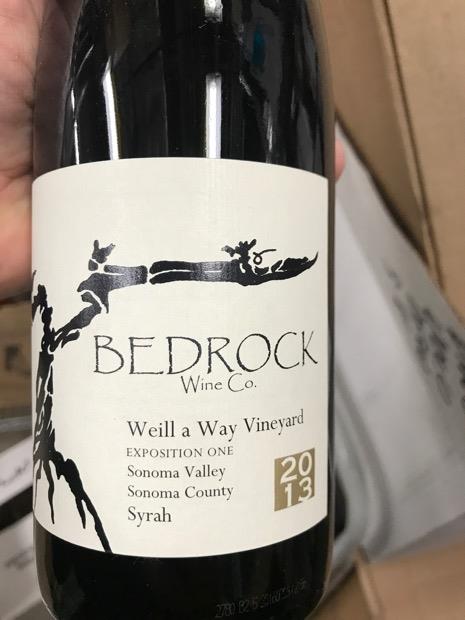 BEDROCK
Wine Co.
Weill a Way Vineyard
EXPOSITION ONE
Sonoma Valley
Sonoma County
Syrah
20
13